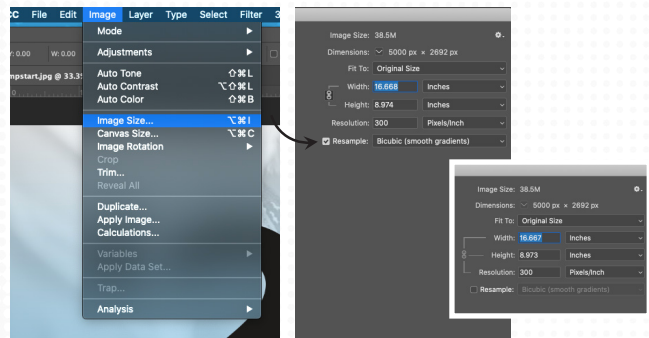 CC File Edit Image Layer Type Select Filter 3
Y: 0.00 W: 0.00
mpstart.jpg @ 33.3
Mode
Adjustments
Auto Tone ⇧⌘L
Auto Contrast ⌥⇧⌘L
Auto Color ⇧⌘B
Image Size... ⌥⌘I
Canvas Size... ⌥⌘C
Image Rotation
Crop
Trim...
Reveal All
Duplicate...
Apply Image...
Calculations...
Variables
Apply Data Set...
Trap...
Analysis
Image Size: 38.5M
Dimensions: 5000 px × 2692 px
Fit To: Original Size
Width: 16.668 Inches
Height: 8.974 Inches
Resolution: 300 Pixels/Inch
Resample: Bicubic (smooth gradients)
Image Size: 38.5M
Dimensions: 5000 px × 2692 px
Fit To: Original Size
Width: 16.667 Inches
Height: 8.973 Inches
Resolution: 300 Pixels/Inch
Resample: Bicubic (smooth gradients)